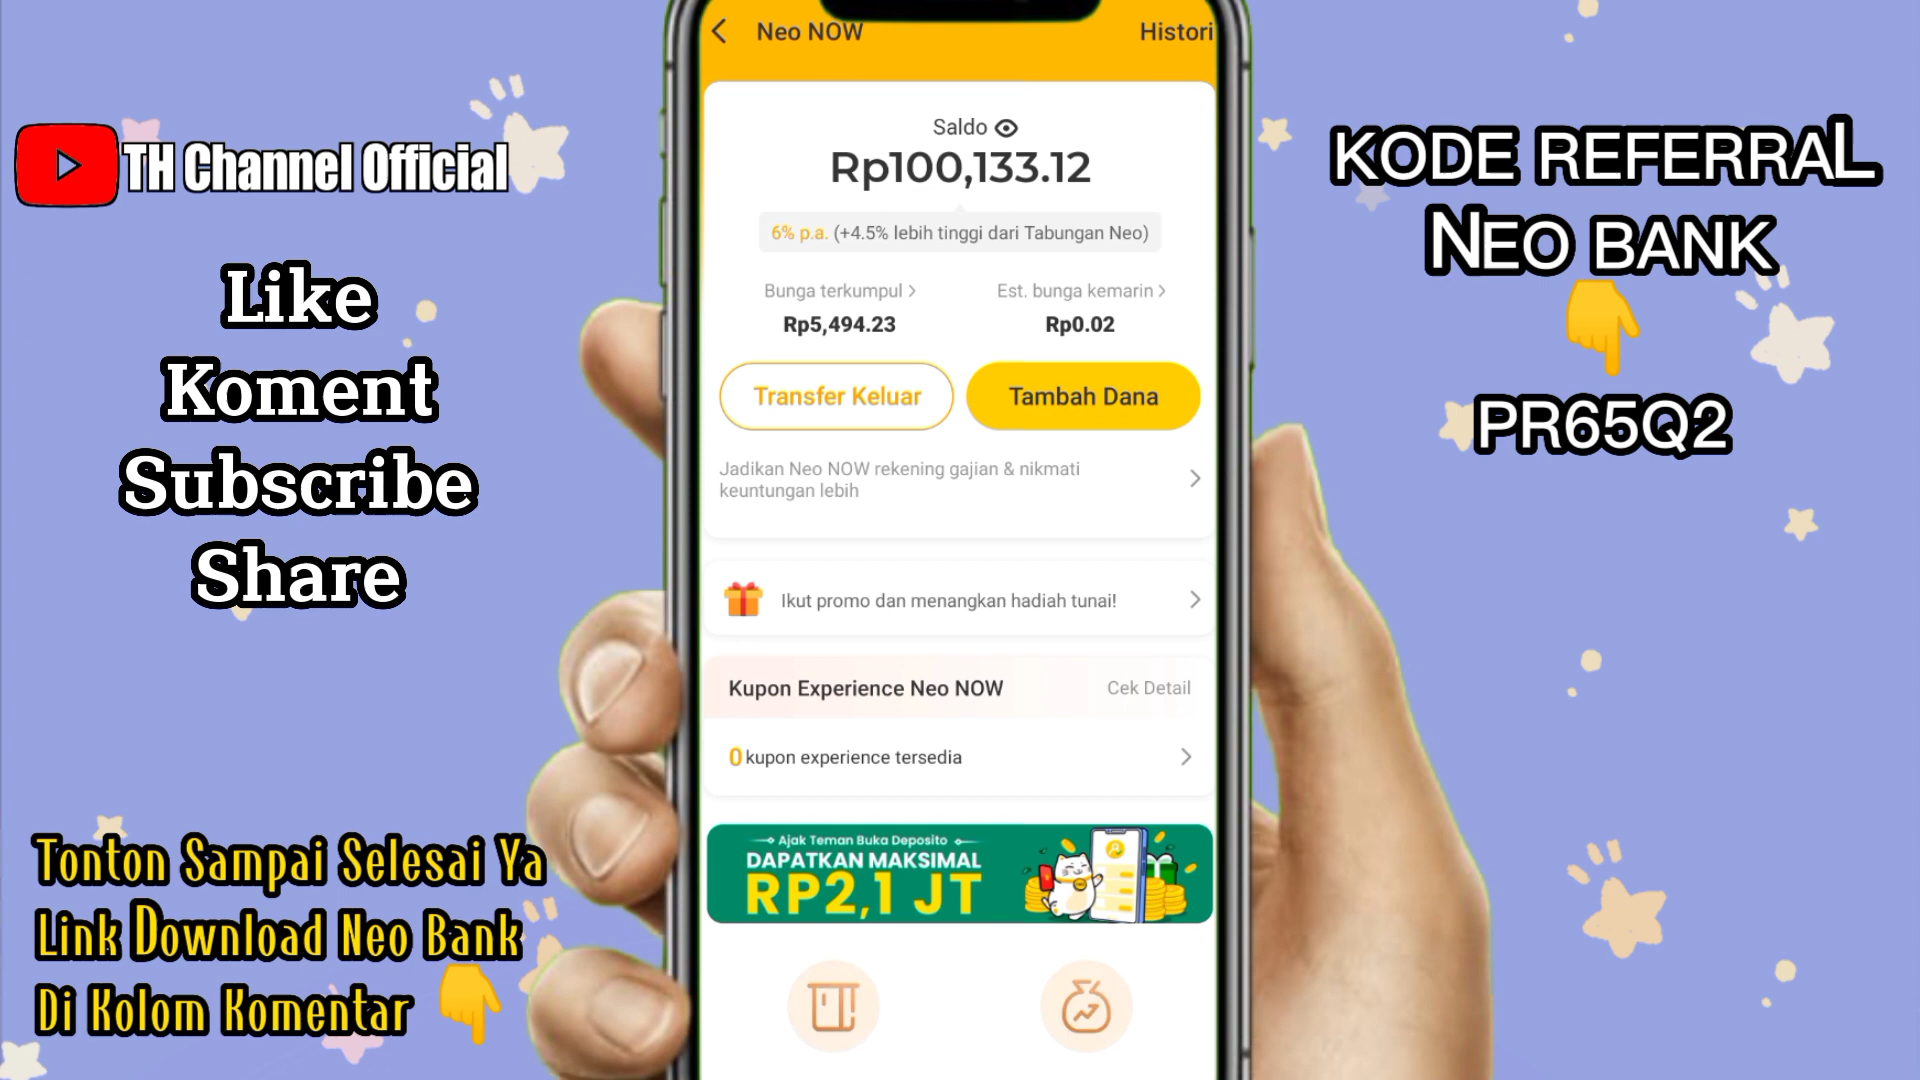 TH Channel Official
Like
Koment
Subscribe
Share
Tonton Sampai Selesai Ya
Link Download Neo Bank
Di Kolom Komentar
Neo NOW
Histori
Saldo
Rp100,133.12
6% p.a. (+4.5% lebih tinggi dari Tabungan Neo)
Bunga terkumpul >
Est. bunga kemarin >
Rp5,494.23
Rp0.02
Transfer Keluar
Tambah Dana
Jadikan Neo NOW rekening gajian & nikmati
keuntungan lebih
Ikut promo dan menangkan hadiah tunai!
Kupon Experience Neo NOW
Cek Detail
0 kupon experience tersedia
Ajak Teman Buka Deposito
DAPATKAN MAKSIMAL
RP2,1 JT
KODE REFERRAL
NEO BANK
PR65Q2